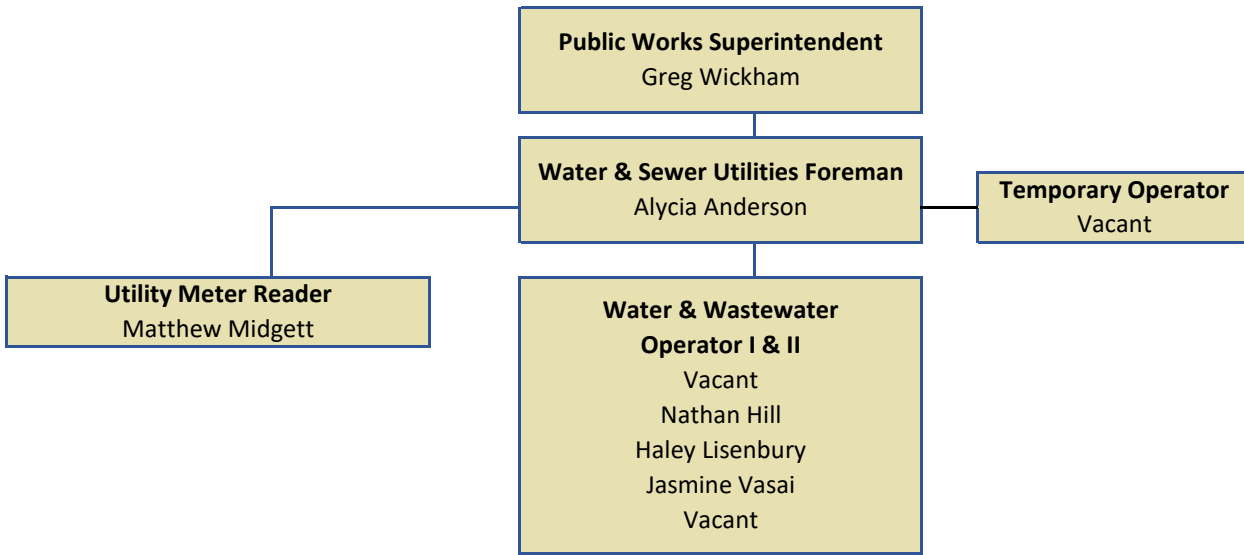 Public Works Superintendent
Greg Wickham
Water & Sewer Utilities Foreman
Alycia Anderson
Temporary Operator
Vacant
Utility Meter Reader
Matthew Midgett
Water & Wastewater
Operator I & II
Vacant
Nathan Hill
Haley Lisenbury
Jasmine Vasai
Vacant